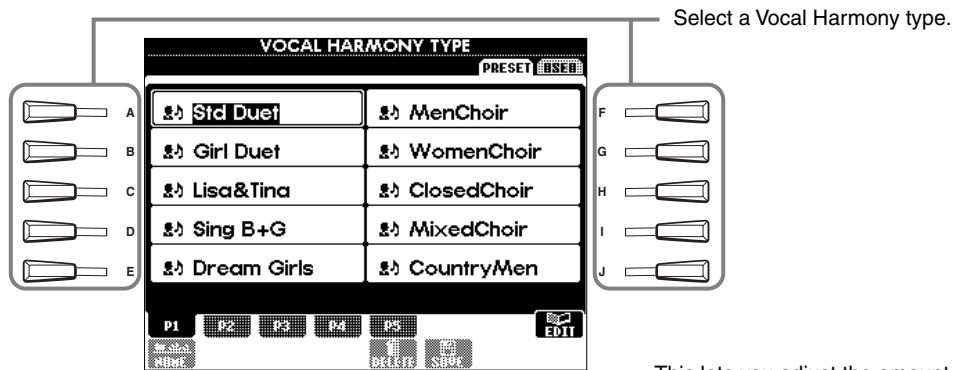 Select a Vocal Harmony type.
VOCAL HARMONY TYPE
PRESET USER
A Std Duet MenChoir F
B Girl Duet WomenChoir G
C Lisa&Tina ClosedChoir H
D Sing B+G MixedChoir I
E Dream Girls CountryMen J
P1 P2 P3 P4 P5 EDIT
NAME DELETE SAVE
This lets you adjust the amount